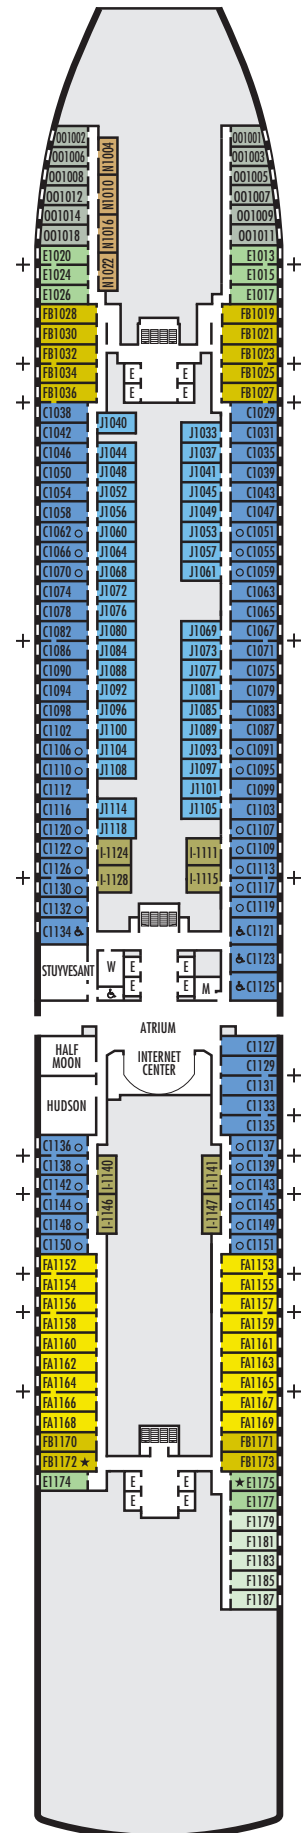 OO1002 OO1001
OO1006 N1004 OO1003
OO1008 OO1005
OO1012 N1010 OO1007
OO1014 OO1009
OO1018 N1016 OO1011
E1020 E1013
E1024 N1022 E1015
E1026 E1017
FB1028 FB1019
FB1030 FB1021
FB1032 FB1023
FB1034 E E FB1025
FB1036 E E FB1027
C1038 J1040 C1029
C1042 J1033 C1031
C1046 J1044 J1037 C1035
C1050 J1048 J1041 C1039
C1054 J1052 J1045 C1043
C1058 J1056 J1049 C1047
C1062 J1060 J1053 C1051
C1066 J1064 J1057 C1055
C1070 J1068 J1061 C1059
C1074 J1072 C1063
C1078 J1076 C1065
C1082 J1080 J1069 C1067
C1086 J1084 J1073 C1071
C1090 J1088 J1077 C1075
C1094 J1092 J1081 C1079
C1098 J1096 J1085 C1083
C1102 J1100 J1089 C1087
C1106 J1104 J1093 C1091
C1110 J1108 J1097 C1095
C1112 J1101 C1099
C1116 J1114 J1105 C1103
C1120 J1118 C1107
C1122 I-1124 I-1111 C1109
C1126 C1113
C1130 I-1128 I-1115 C1117
C1132 C1119
C1134 C1121
STUYVESANT W E E C1123
E E M C1125
ATRIUM
HALF MOON C1127
INTERNET CENTER C1129
C1131
HUDSON C1133
C1135
C1136 C1137
C1138 I-1140 I-1141 C1139
C1142 C1143
C1144 I-1146 I-1146 C1145
C1148 C1149
C1150 C1151
FA1152 FA1153
FA1154 FA1155
FA1156 FA1157
FA1158 FA1159
FA1160 FA1161
FA1162 FA1163
FA1164 FA1165
FA1166 FA1167
FA1168 FA1169
FB1170 FB1171
FB1172 ★ FB1173
E1174 E E ★ E1175
E E E1177
F1179
F1181
F1183
F1185
F1187